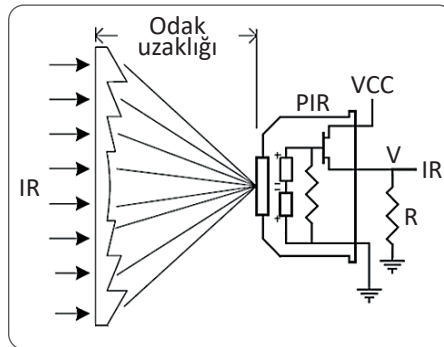 Odak
uzaklığı
VCC
PIR
V
IR
IR
R
+
-
-
+